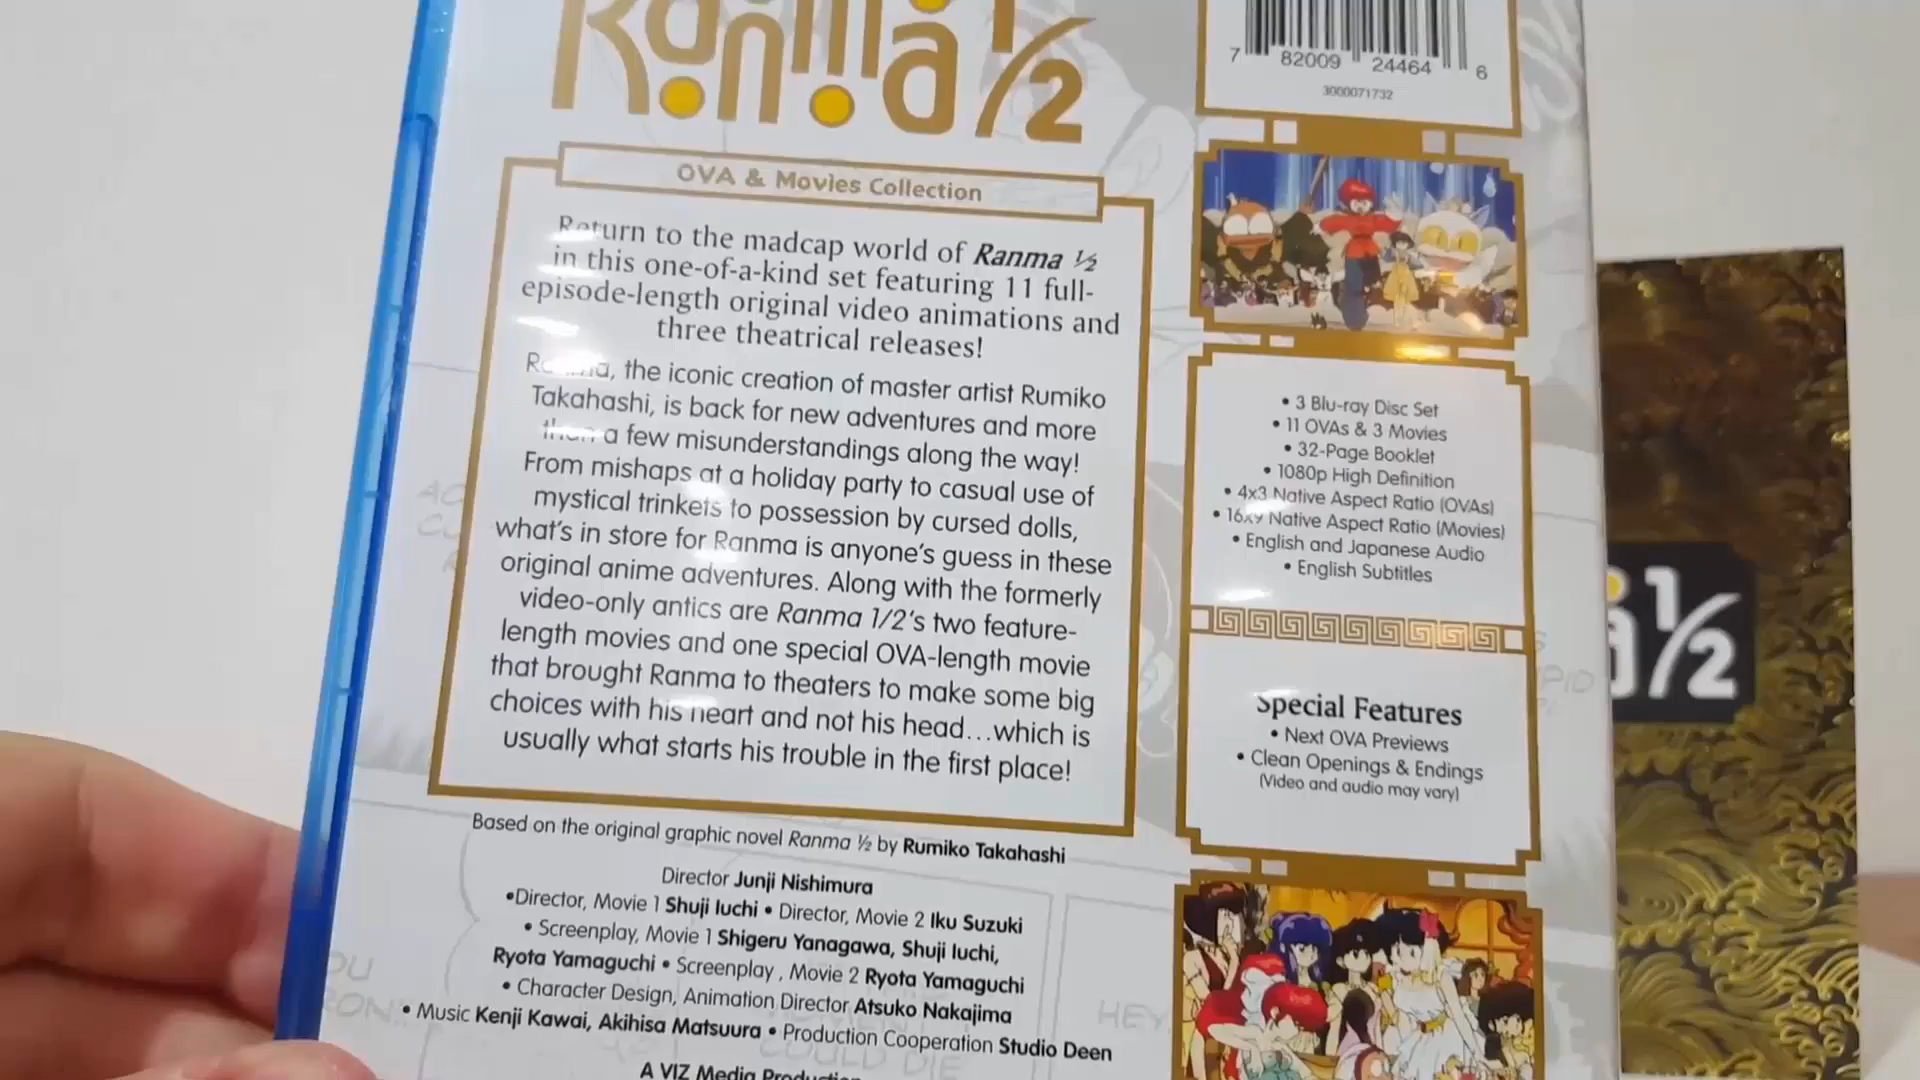 Ranma ½
OVA & Movies Collection
Return to the madcap world of Ranma ½
in this one-of-a-kind set featuring 11 full-
episode-length original video animations and
three theatrical releases!
Ranma, the iconic creation of master artist Rumiko
Takahashi, is back for new adventures and more
than a few misunderstandings along the way!
From mishaps at a holiday party to casual use of
mystical trinkets to possession by cursed dolls,
what's in store for Ranma is anyone's guess in these
original anime adventures. Along with the formerly
video-only antics are Ranma 1/2's two feature-
length movies and one special OVA-length movie
that brought Ranma to theaters to make some big
choices with his heart and not his head...which is
usually what starts his trouble in the first place!
Based on the original graphic novel Ranma ½ by Rumiko Takahashi
Director Junji Nishimura
•Director, Movie 1 Shuji Iuchi • Director, Movie 2 Iku Suzuki
• Screenplay, Movie 1 Shigeru Yanagawa, Shuji Iuchi,
Ryota Yamaguchi • Screenplay , Movie 2 Ryota Yamaguchi
• Character Design, Animation Director Atsuko Nakajima
• Music Kenji Kawai, Akihisa Matsuura • Production Cooperation Studio Deen
A VIZ Media Production
7 82009 24464 6
3000071732
• 3 Blu-ray Disc Set
• 11 OVAs & 3 Movies
• 32-Page Booklet
• 1080p High Definition
• 4x3 Native Aspect Ratio (OVAs)
• 16x9 Native Aspect Ratio (Movies)
• English and Japanese Audio
• English Subtitles
Special Features
• Next OVA Previews
• Clean Openings & Endings
(Video and audio may vary)
HEY
COULD DIE
½